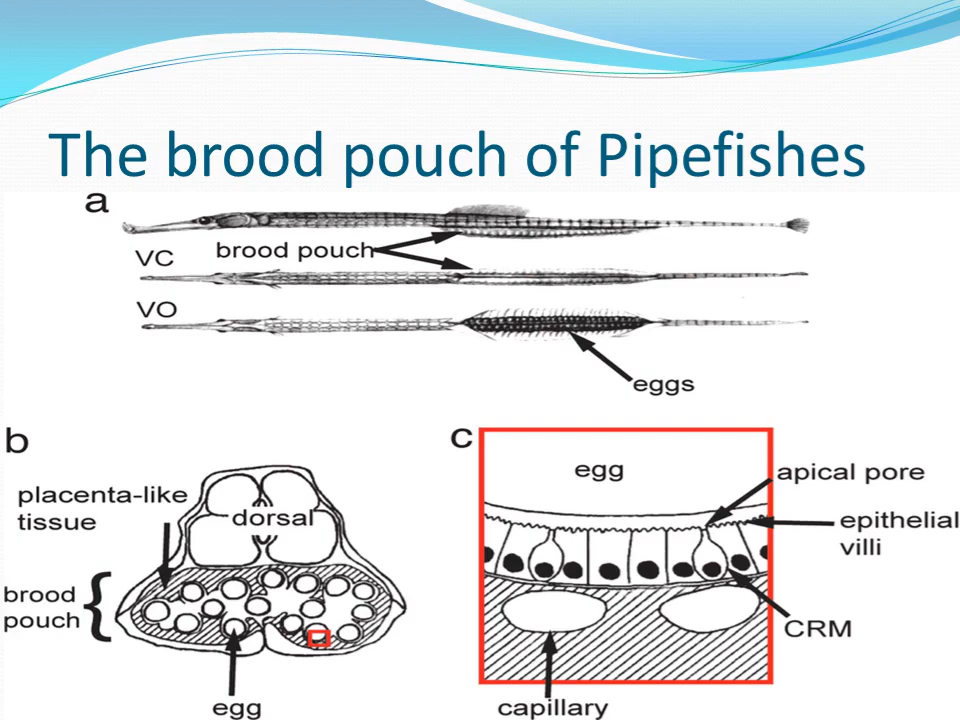 The brood pouch of Pipefishes
a
VC
brood pouch
VO
eggs
b
placenta-like
tissue
dorsal
brood
pouch
egg
c
egg
apical pore
epithelial
villi
CRM
capillary